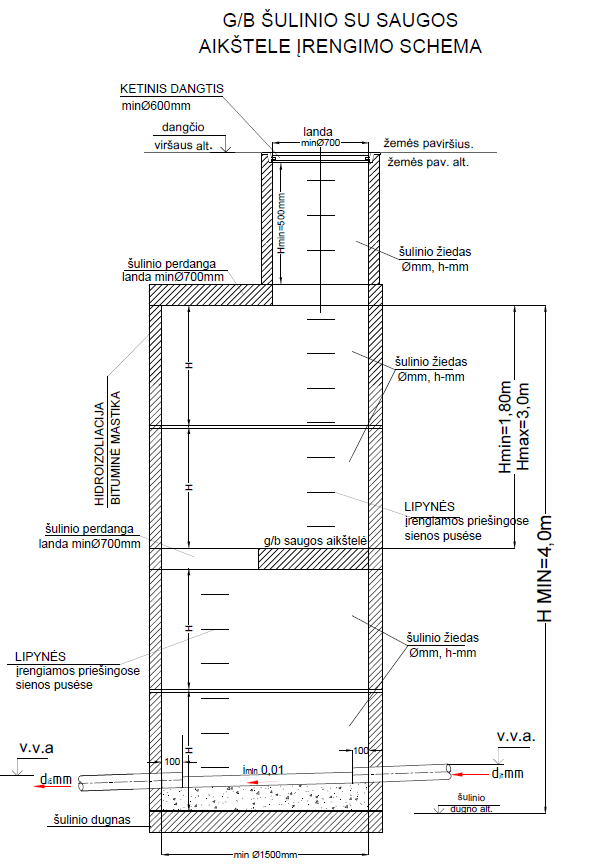 G/B ŠULINIO SU SAUGOS
AIKŠTELE ĮRENGIMO SCHEMA
KETINIS DANGTIS
minØ600mm
dangčio
viršaus alt.
landa
minØ700
žemės paviršius.
žemės pav. alt.
Hmin=500mm
šulinio žiedas
Ømm, h-mm
šulinio perdanga
landa minØ700mm
H
šulinio žiedas
Ømm, h-mm
HIDROIZOLIACIJA
BITUMINĖ MASTIKA
Hmin=1,80m
Hmax=3,0m
H
LIPYNĖS
įrengiamos priešingose
sienos pusėse
šulinio perdanga
landa minØ700mm
g/b saugos aikštelė
H MIN=4,0m
H
šulinio žiedas
Ømm, h-mm
LIPYNĖS
įrengiamos priešingose
sienos pusėse
H
v.v.a
100
100
v.v.a.
dišmm
imin 0,01
dįmm
šulinio
dugno alt.
šulinio dugnas
min Ø1500mm